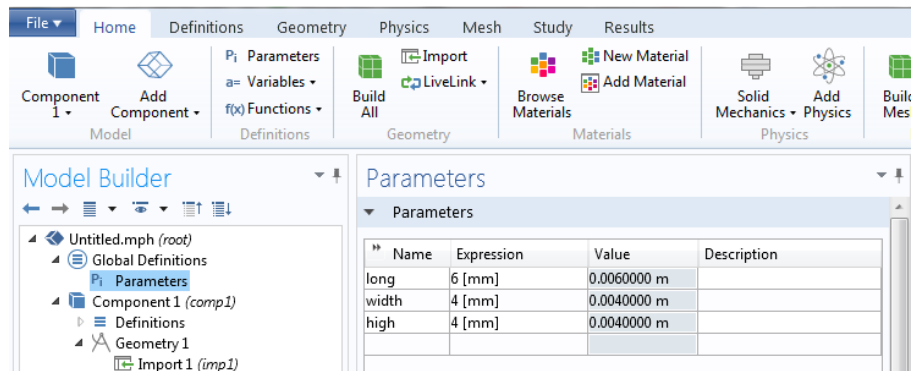 File
Home
Definitions
Geometry
Physics
Mesh
Study
Results
Component 1
Add Component
Model
Pi Parameters
a= Variables
f(x) Functions
Definitions
Build All
Import
LiveLink
Geometry
Browse Materials
New Material
Add Material
Materials
Solid Mechanics
Add Physics
Physics
Build
Mes
Model Builder
Untitled.mph (root)
Global Definitions
Pi Parameters
Component 1 (comp1)
Definitions
Geometry 1
Import 1 (imp1)
Parameters
Parameters
Name Expression Value Description
long 6 [mm] 0.0060000 m
width 4 [mm] 0.0040000 m
high 4 [mm] 0.0040000 m